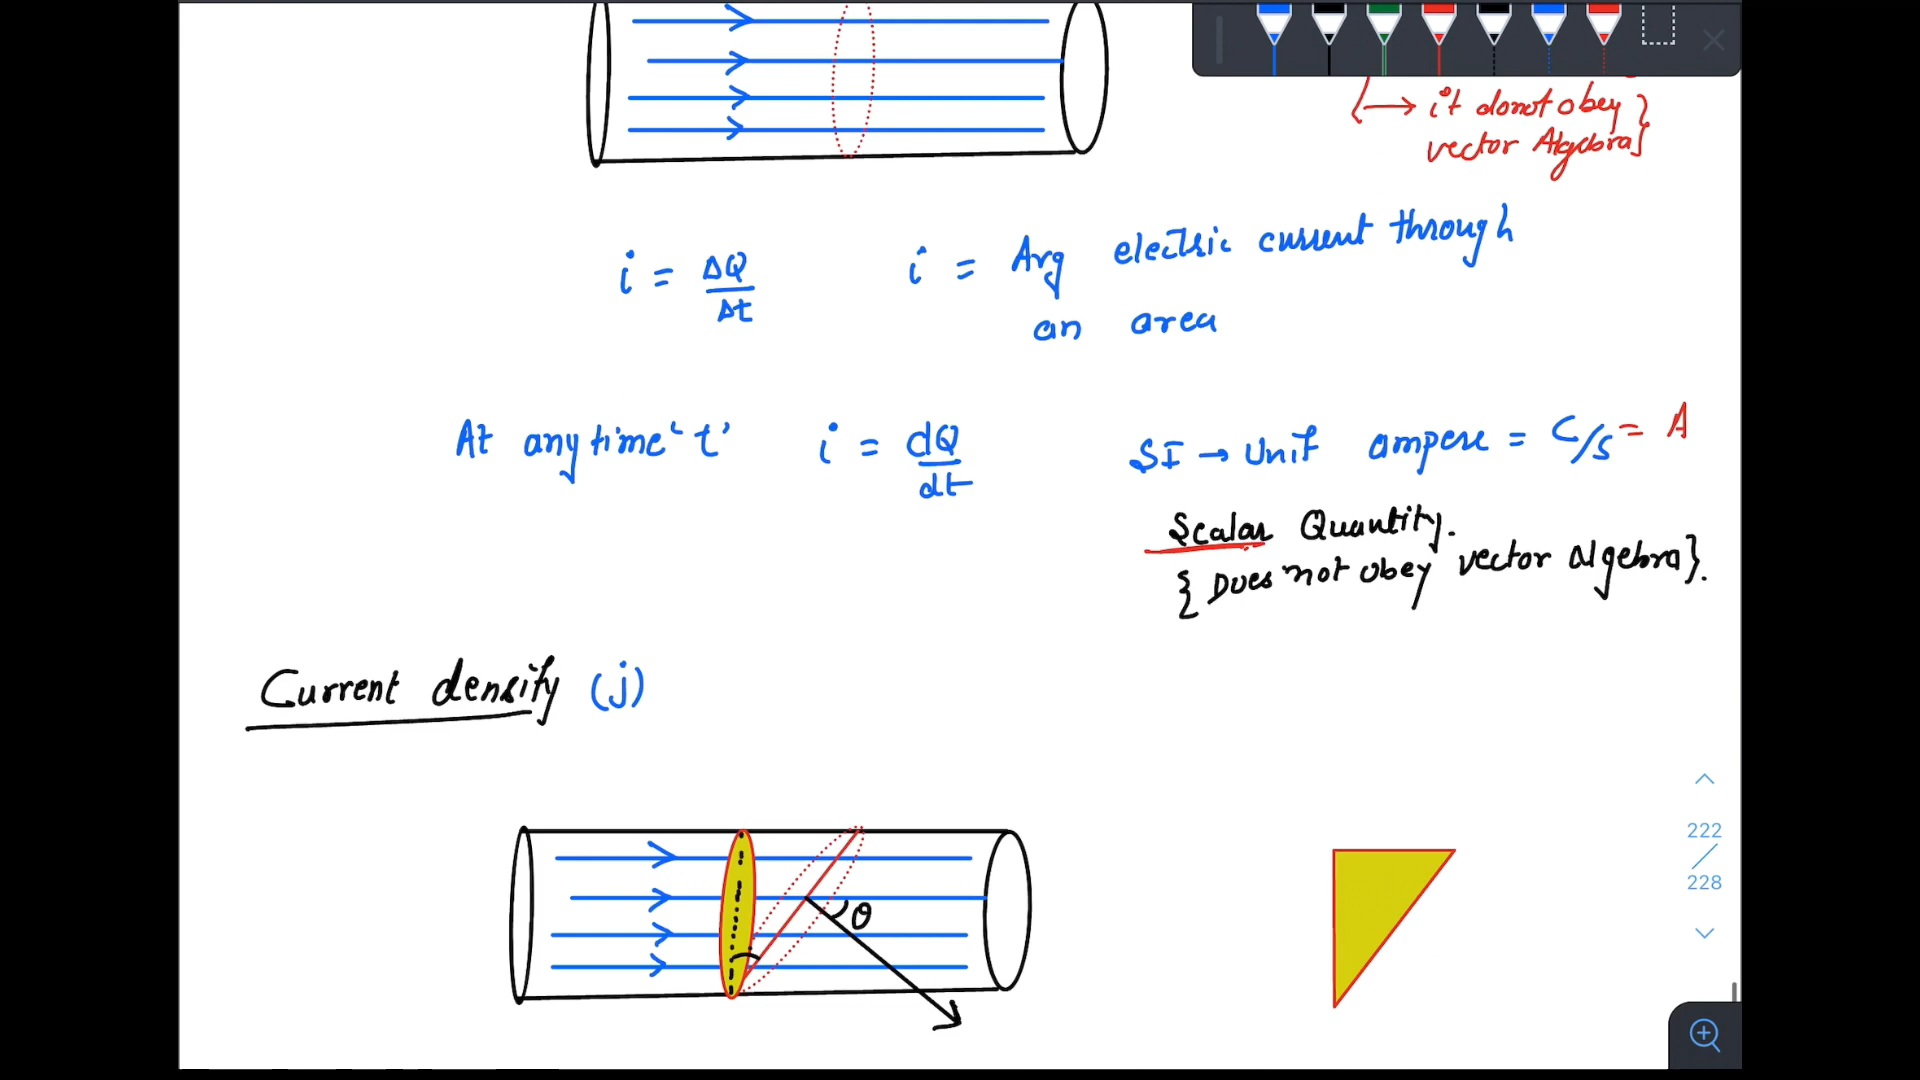 → it donot obey }
vector Algebra}
i = ΔQ/Δt
i = Avg electric current through
an area
At any time 't' i = dQ/dt
SI → Unit ampere = C/s = A
Scalar Quantity.
{ Does not obey vector algebra}.
Current density (j)
θ
222
228